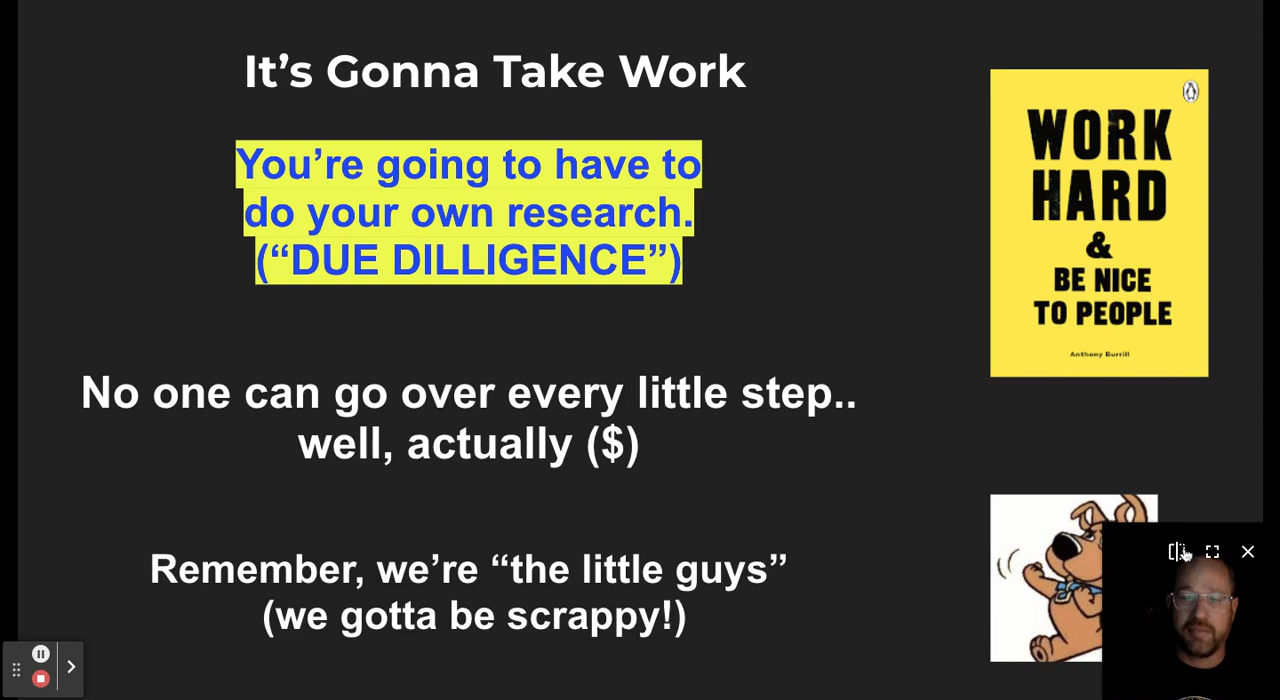 It’s Gonna Take Work
You’re going to have to
do your own research.
(“DUE DILLIGENCE”)
No one can go over every little step..
well, actually ($)
Remember, we’re “the little guys”
(we gotta be scrappy!)
WORK
HARD
&
BE NICE
TO PEOPLE
Anthony Burrill